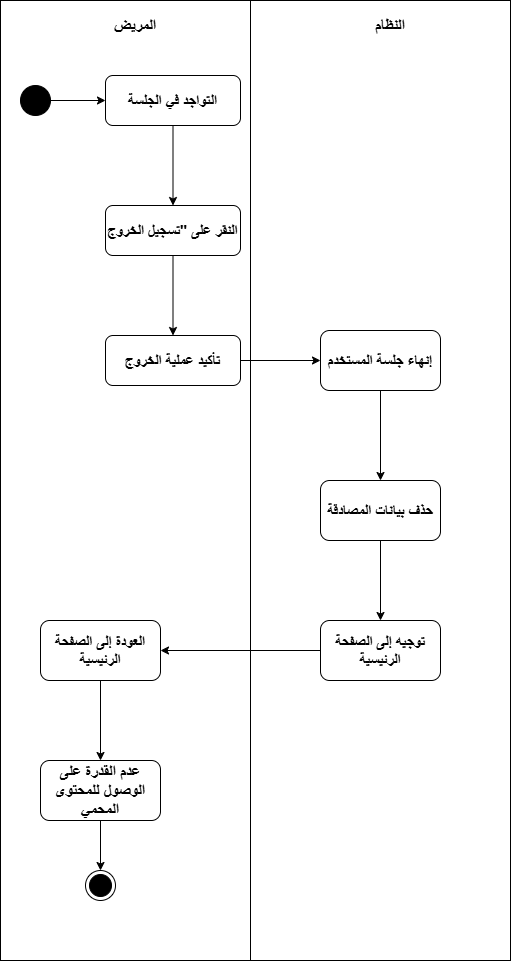 المريض
النظام
التواجد في الجلسة
النقر على "تسجيل الخروج
تأكيد عملية الخروج
إنهاء جلسة المستخدم
حذف بيانات المصادقة
توجيه إلى الصفحة
الرئيسية
العودة إلى الصفحة
الرئيسية
عدم القدرة على
الوصول للمحتوى
المحمي